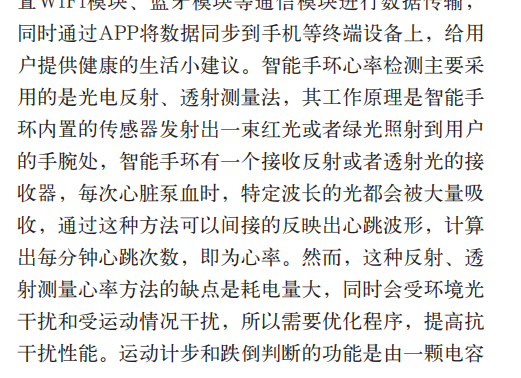 置WIFI模块、蓝牙模块等通信模块进行数据传输，
同时通过APP将数据同步到手机等终端设备上，给用
户提供健康的生活小建议。智能手环心率检测主要采
用的是光电反射、透射测量法，其工作原理是智能手
环内置的传感器发射出一束红光或者绿光照射到用户
的手腕处，智能手环有一个接收反射或者透射光的接
收器，每次心脏泵血时，特定波长的光都会被大量吸
收，通过这种方法可以间接的反映出心跳波形，计算
出每分钟心跳次数，即为心率。然而，这种反射、透
射测量心率方法的缺点是耗电量大，同时会受环境光
干扰和受运动情况干扰，所以需要优化程序，提高抗
干扰性能。运动计步和跌倒判断的功能是由一颗电容